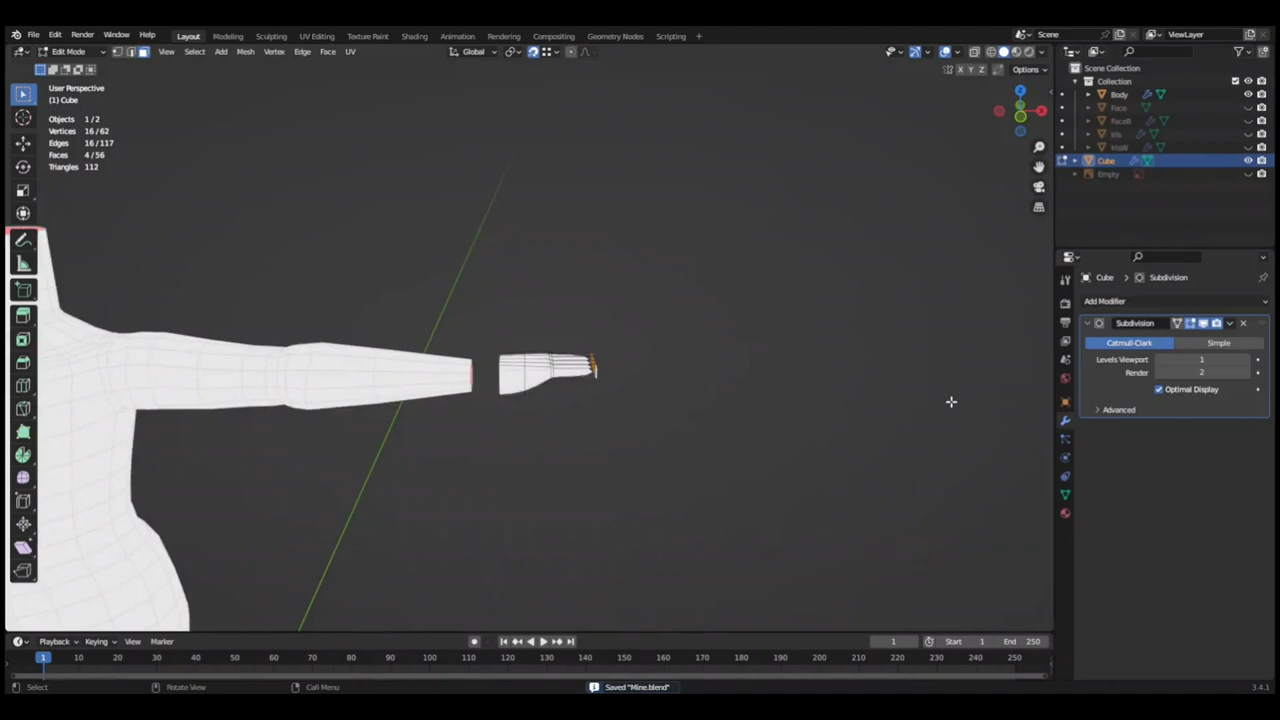 File Edit Render Window Help Layout Modeling Sculpting UV Editing Texture Paint Shading Animation Rendering Compositing Geometry Nodes Scripting + Scene ViewLayer
Edit Mode View Select Add Mesh Vertex Edge Face UV Global
X Y Z Options
User Perspective
(1) Cube
Objects 1/2
Vertices 16/62
Edges 16/117
Faces 4/56
Triangles 112
Z
X
Scene Collection
Collection
Body
Face
FaceB
Iris
IrisW
Cube
Empty
Cube > Subdivision
Add Modifier
Subdivision
Catmull-Clark Simple
Levels Viewport 1
Render 2
Optimal Display
Advanced
Playback Keying View Marker 1 Start 1 End 250
1 10 20 30 40 50 60 70 80 90 100 110 120 130 140 150 160 170 180 190 200 210 220 230 240 250
Select Rotate View Call Menu Saved "Mine.blend" 3.4.1